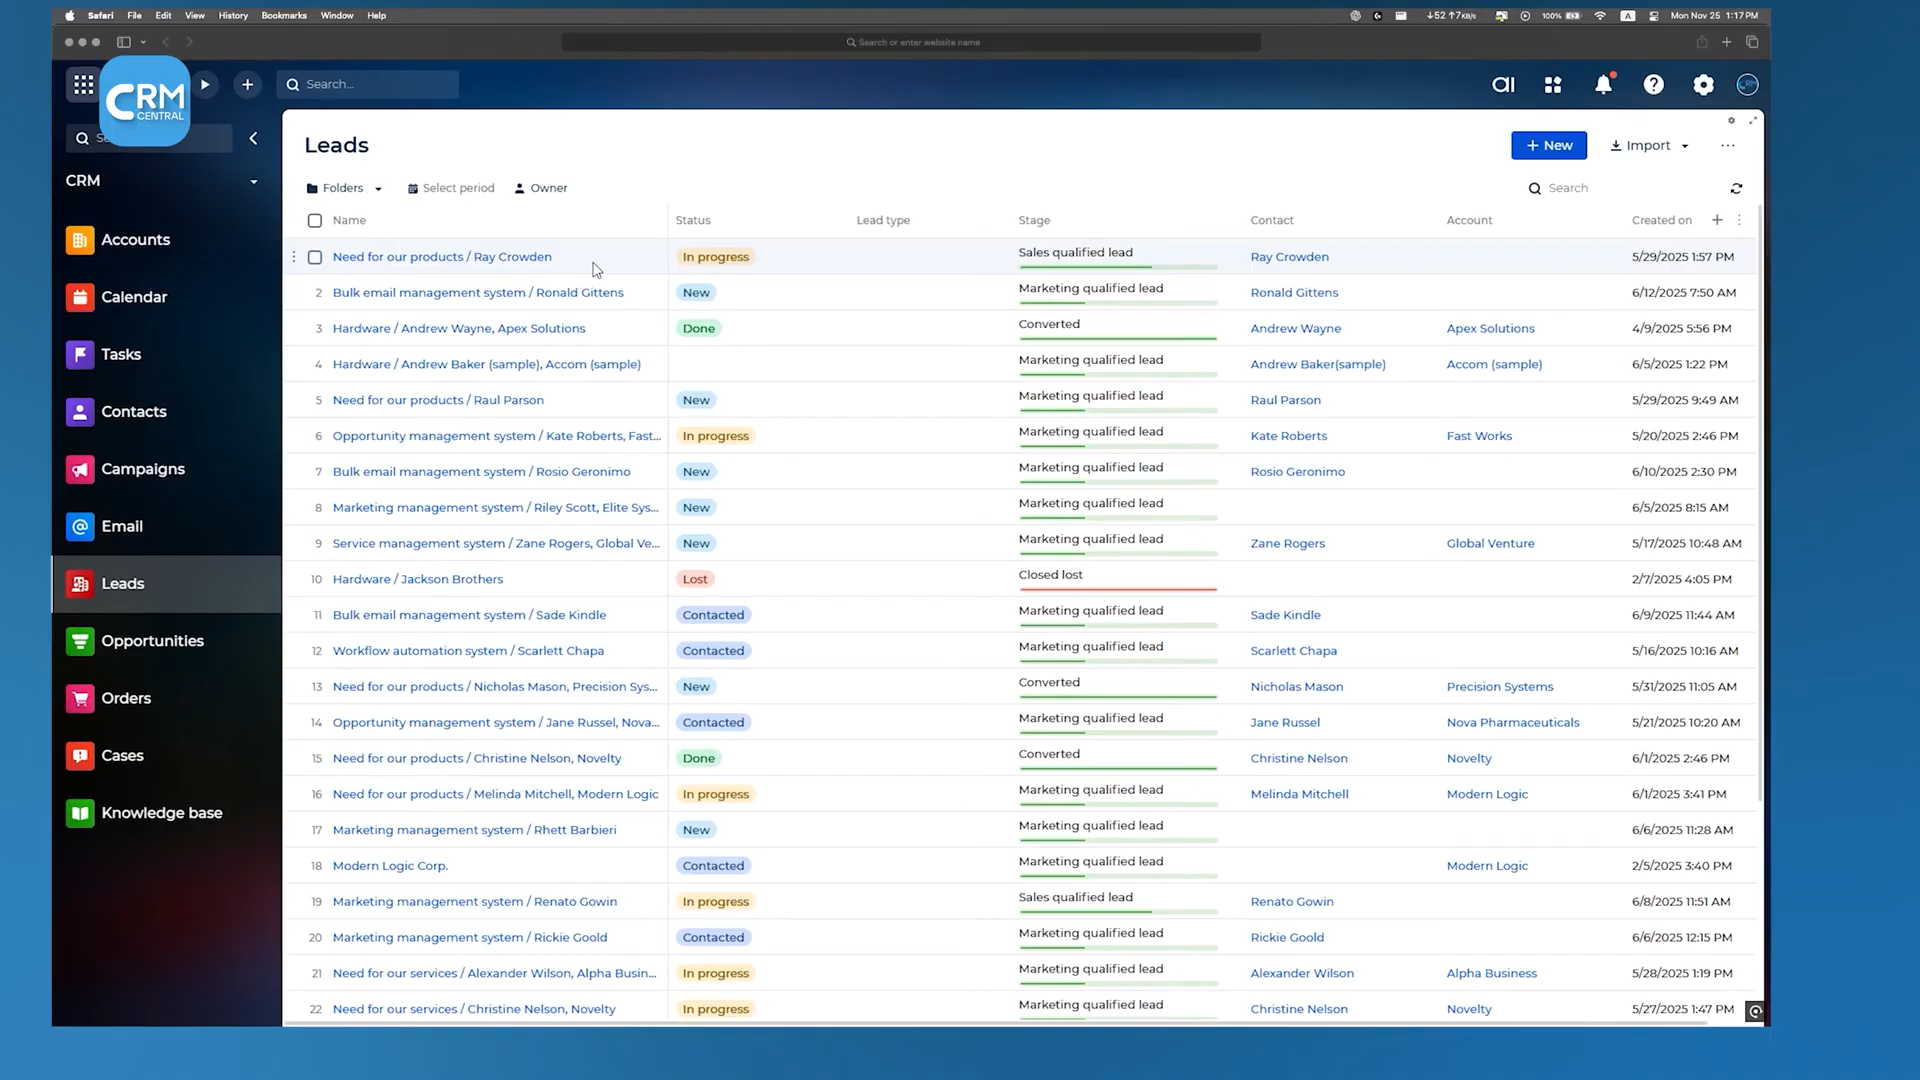 Safari File Edit View History Bookmarks Window Help
↓52 ↑7 KB/s 100% A Mon Nov 25 1:17 PM
Search or enter website name
CRM CENTRAL
Search...
CRM
Accounts
Calendar
Tasks
Contacts
Campaigns
Email
Leads
Opportunities
Orders
Cases
Knowledge base
Leads
+ New Import
Folders Select period Owner Search
Name Status Lead type Stage Contact Account Created on
Need for our products / Ray Crowden In progress Sales qualified lead Ray Crowden 5/29/2025 1:57 PM
2 Bulk email management system / Ronald Gittens New Marketing qualified lead Ronald Gittens 6/12/2025 7:50 AM
3 Hardware / Andrew Wayne, Apex Solutions Done Converted Andrew Wayne Apex Solutions 4/9/2025 5:56 PM
4 Hardware / Andrew Baker (sample), Accom (sample) Marketing qualified lead Andrew Baker(sample) Accom (sample) 6/5/2025 1:22 PM
5 Need for our products / Raul Parson New Marketing qualified lead Raul Parson 5/29/2025 9:49 AM
6 Opportunity management system / Kate Roberts, Fast... In progress Marketing qualified lead Kate Roberts Fast Works 5/20/2025 2:46 PM
7 Bulk email management system / Rosio Geronimo New Marketing qualified lead Rosio Geronimo 6/10/2025 2:30 PM
8 Marketing management system / Riley Scott, Elite Sys... New Marketing qualified lead 6/5/2025 8:15 AM
9 Service management system / Zane Rogers, Global Ve... New Marketing qualified lead Zane Rogers Global Venture 5/17/2025 10:48 AM
10 Hardware / Jackson Brothers Lost Closed lost 2/7/2025 4:05 PM
11 Bulk email management system / Sade Kindle Contacted Marketing qualified lead Sade Kindle 6/9/2025 11:44 AM
12 Workflow automation system / Scarlett Chapa Contacted Marketing qualified lead Scarlett Chapa 5/16/2025 10:16 AM
13 Need for our products / Nicholas Mason, Precision Sys... New Converted Nicholas Mason Precision Systems 5/31/2025 11:05 AM
14 Opportunity management system / Jane Russel, Nova... Contacted Marketing qualified lead Jane Russel Nova Pharmaceuticals 5/21/2025 10:20 AM
15 Need for our products / Christine Nelson, Novelty Done Converted Christine Nelson Novelty 6/1/2025 2:46 PM
16 Need for our products / Melinda Mitchell, Modern Logic In progress Marketing qualified lead Melinda Mitchell Modern Logic 6/1/2025 3:41 PM
17 Marketing management system / Rhett Barbieri New Marketing qualified lead 6/6/2025 11:28 AM
18 Modern Logic Corp. Contacted Marketing qualified lead Modern Logic 2/5/2025 3:40 PM
19 Marketing management system / Renato Gowin In progress Sales qualified lead Renato Gowin 6/8/2025 11:51 AM
20 Marketing management system / Rickie Goold Contacted Marketing qualified lead Rickie Goold 6/6/2025 12:15 PM
21 Need for our services / Alexander Wilson, Alpha Busin... In progress Marketing qualified lead Alexander Wilson Alpha Business 5/28/2025 1:19 PM
22 Need for our services / Christine Nelson, Novelty In progress Marketing qualified lead Christine Nelson Novelty 5/27/2025 1:47 PM